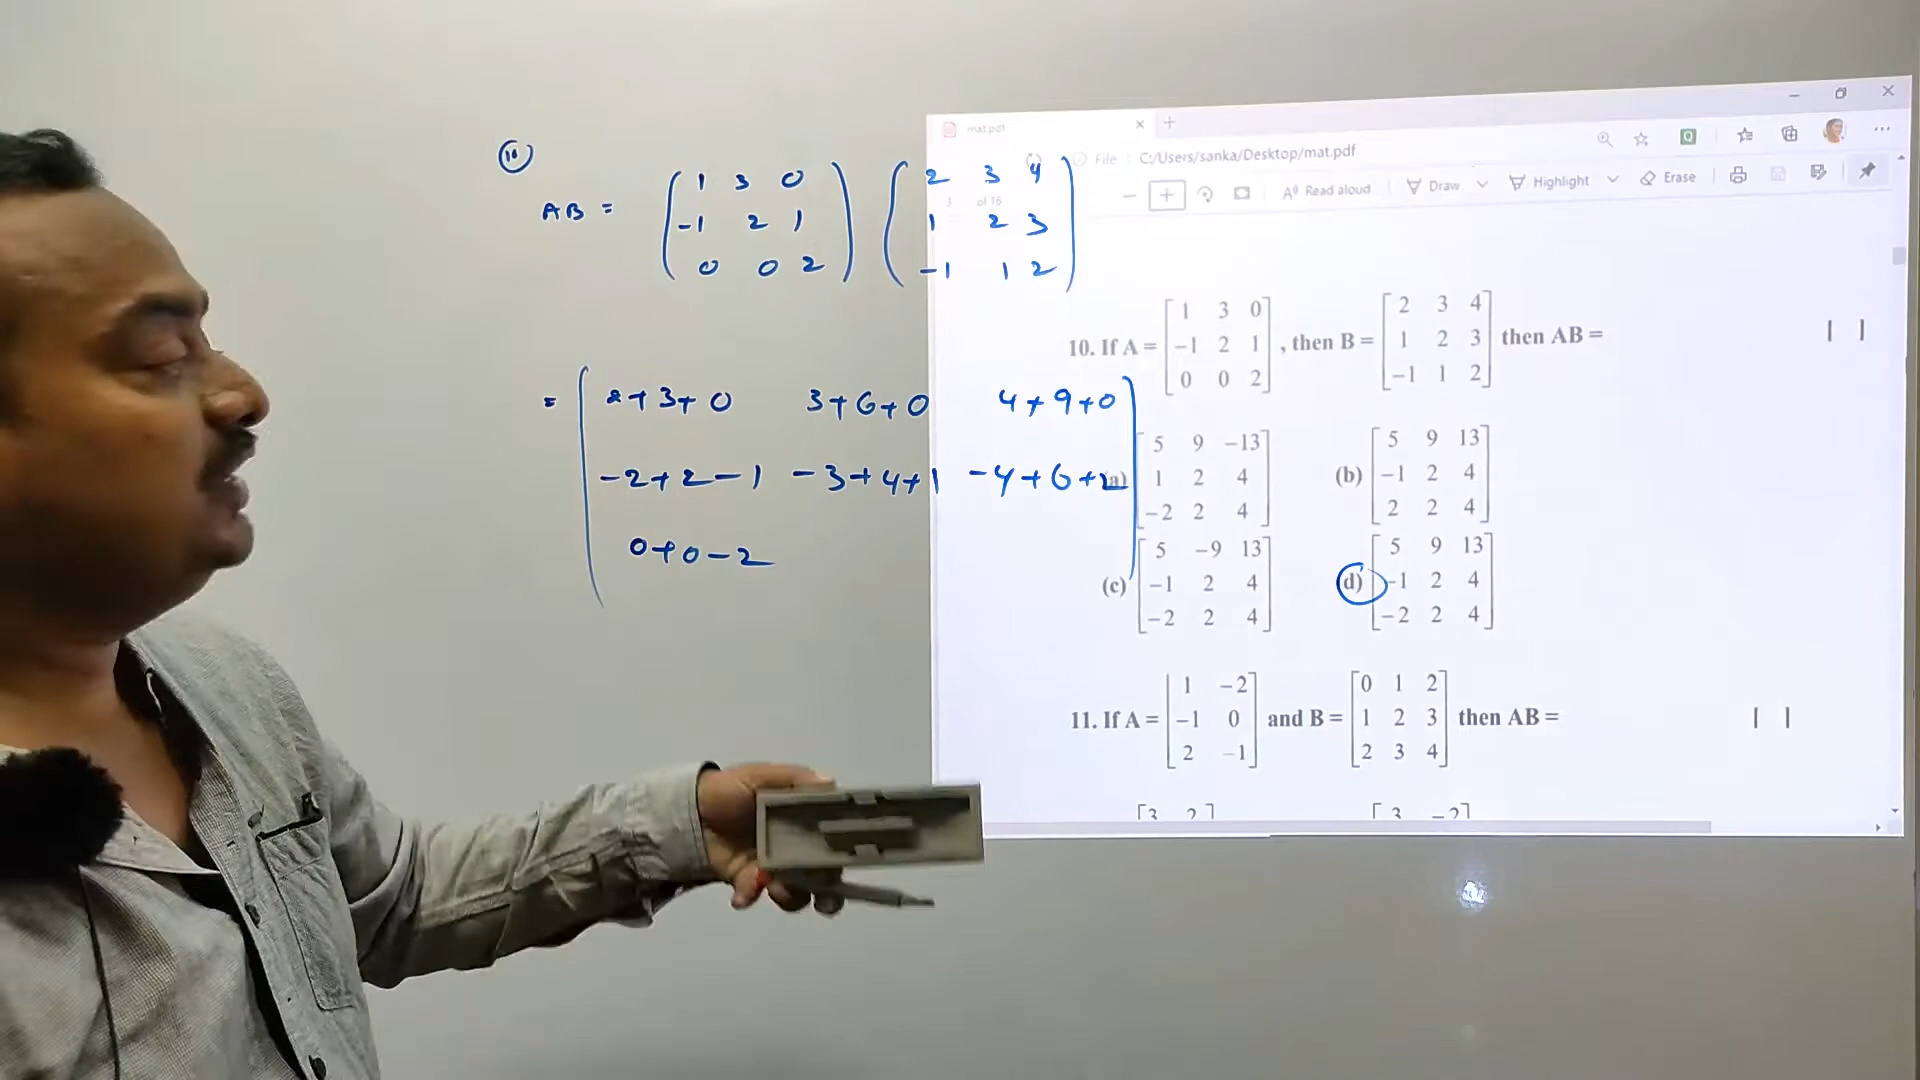 10
AB = ( 1 3 0 ) ( 2 3 4 )
( -1 2 1 ) ( 1 2 3 )
( 0 0 2 ) ( -1 1 2 )
= ( 2+3+0 3+6+0 4+9+0 )
-2+2-1 -3+4+1 -4+6+2
0+0-2
mat.pdf
File C:/Users/sanka/Desktop/mat.pdf
3 of 16 Read aloud Draw Highlight Erase
10. If A = [ 1 3 0 ] , then B = [ 2 3 4 ] then AB = [ ]
[ -1 2 1 ] [ 1 2 3 ]
[ 0 0 2 ] [ -1 1 2 ]
(a) [ 5 9 -13 ] (b) [ 5 9 13 ]
[ 1 2 4 ] [ -1 2 4 ]
[ -2 2 4 ] [ 2 2 4 ]
(c) [ 5 -9 13 ] (d) [ 5 9 13 ]
[ -1 2 4 ] [ -1 2 4 ]
[ -2 2 4 ] [ -2 2 4 ]
11. If A = [ 1 -2 ] and B = [ 0 1 2 ] then AB = [ ]
[ -1 0 ] [ 1 2 3 ]
[ 2 -1 ] [ 2 3 4 ]